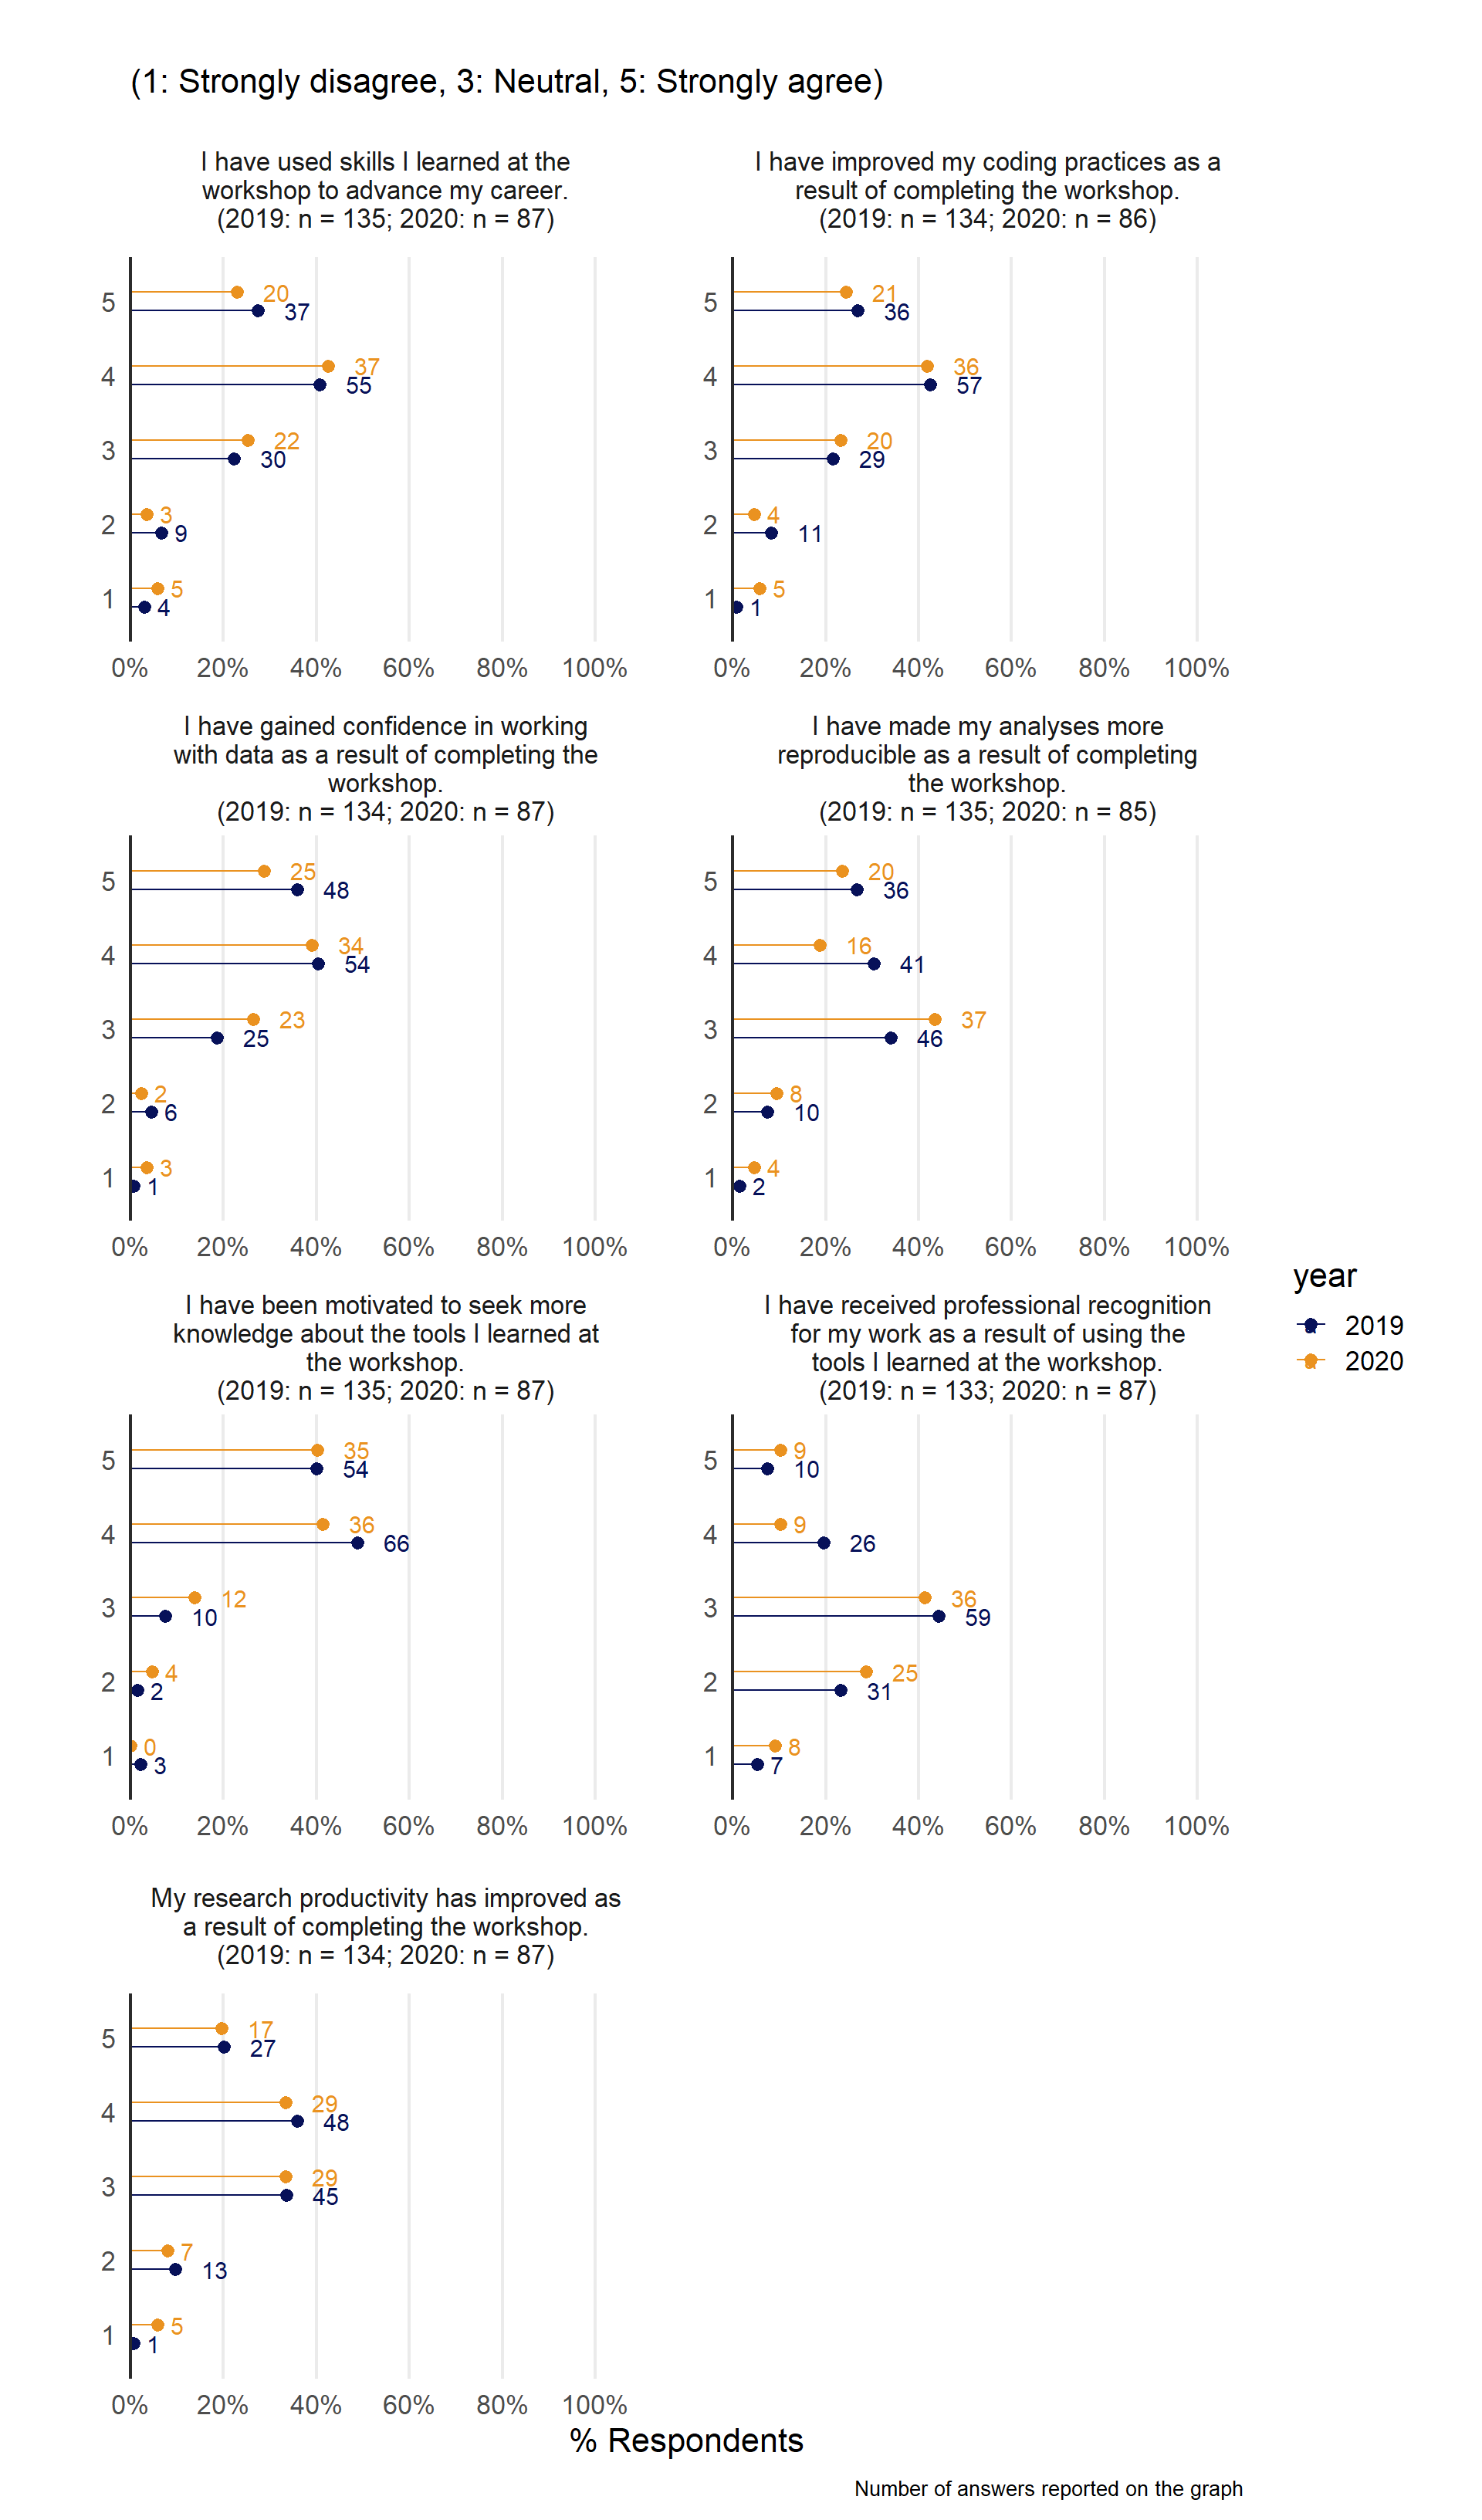 (1: Strongly disagree, 3: Neutral, 5: Strongly agree)
I have used skills I learned at the
workshop to advance my career.
(2019: n = 135; 2020: n = 87)
5 20
37
4 37
55
3 22
30
2 3
9
1 5
4
0% 20% 40% 60% 80% 100%
I have improved my coding practices as a
result of completing the workshop.
(2019: n = 134; 2020: n = 86)
5 21
36
4 36
57
3 20
29
2 4
11
1 5
1
0% 20% 40% 60% 80% 100%
I have gained confidence in working
with data as a result of completing the
workshop.
(2019: n = 134; 2020: n = 87)
5 25
48
4 34
54
3 23
25
2 2
6
1 3
1
0% 20% 40% 60% 80% 100%
I have made my analyses more
reproducible as a result of completing
the workshop.
(2019: n = 135; 2020: n = 85)
5 20
36
4 16
41
3 37
46
2 8
10
1 4
2
0% 20% 40% 60% 80% 100%
I have been motivated to seek more
knowledge about the tools I learned at
the workshop.
(2019: n = 135; 2020: n = 87)
5 35
54
4 36
66
3 12
10
2 4
2
1 0
3
0% 20% 40% 60% 80% 100%
I have received professional recognition
for my work as a result of using the
tools I learned at the workshop.
(2019: n = 133; 2020: n = 87)
5 9
10
4 9
26
3 36
59
2 25
31
1 8
7
0% 20% 40% 60% 80% 100%
My research productivity has improved as
a result of completing the workshop.
(2019: n = 134; 2020: n = 87)
5 17
27
4 29
48
3 29
45
2 7
13
1 5
1
0% 20% 40% 60% 80% 100%
% Respondents
year
2019
2020
Number of answers reported on the graph